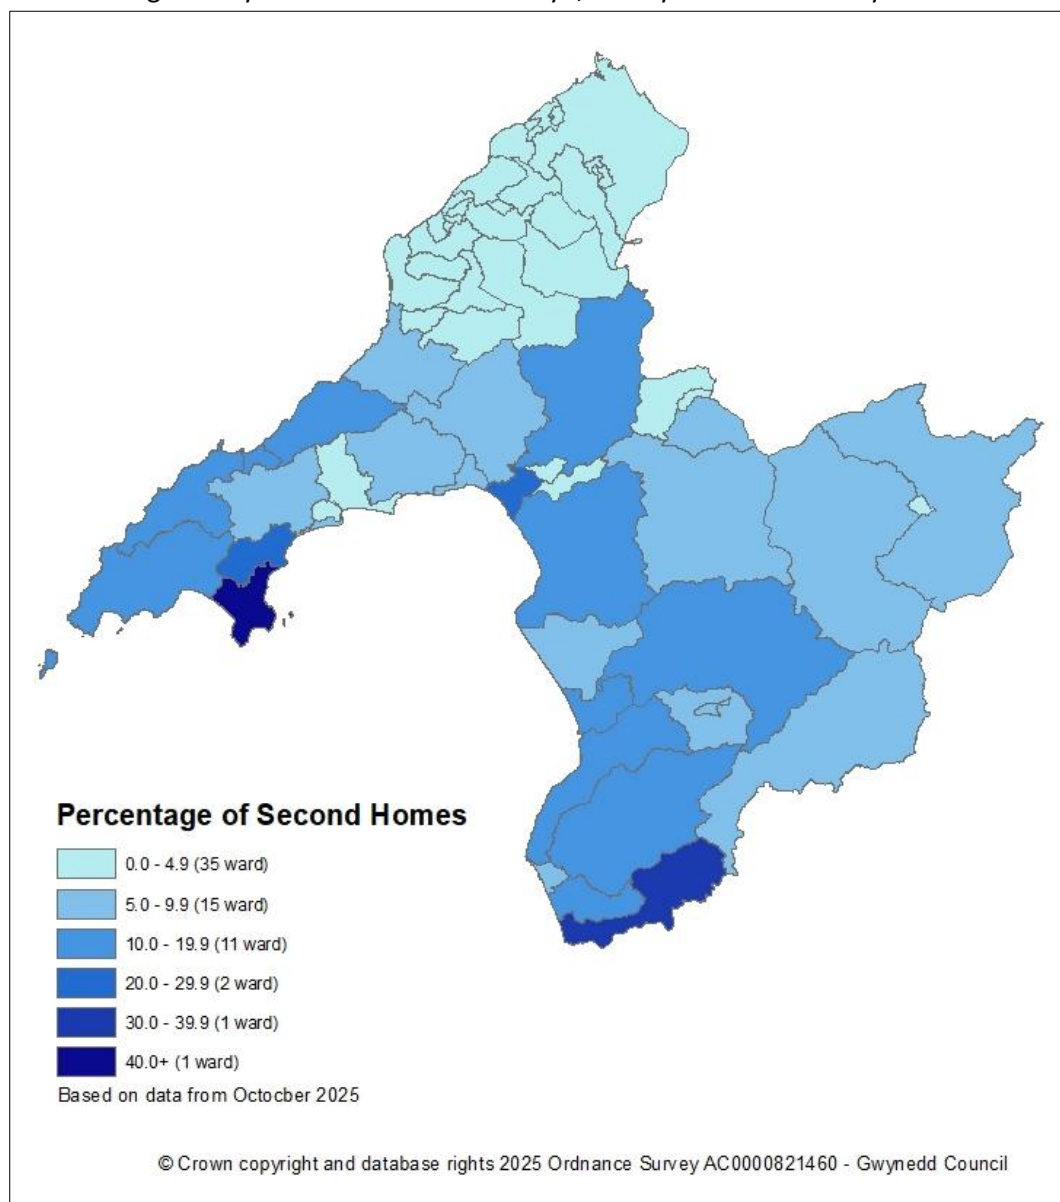 Percentage of Second Homes
0.0 - 4.9 (35 ward)
5.0 - 9.9 (15 ward)
10.0 - 19.9 (11 ward)
20.0 - 29.9 (2 ward)
30.0 - 39.9 (1 ward)
40.0+ (1 ward)
Based on data from Octocber 2025
© Crown copyright and database rights 2025 Ordnance Survey AC0000821460 - Gwynedd Council